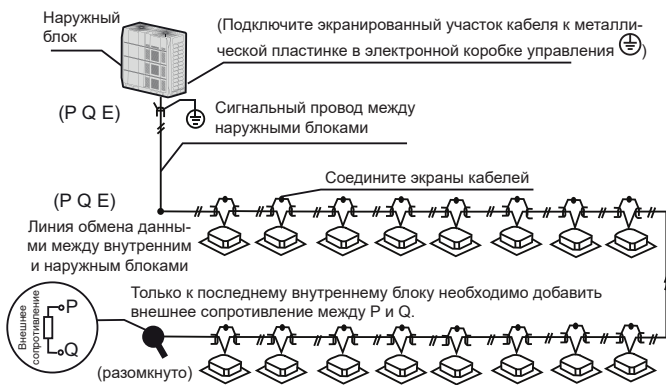 Наружный
блок
(Подключите экранированный участок кабеля к металли-
ческой пластинке в электронной коробке управления )
(P Q E)
Сигнальный провод между
наружными блоками
Соедините экраны кабелей
(P Q E)
Линия обмена данны-
ми между внутренним
и наружным блоками
Только к последнему внутреннему блоку необходимо добавить
внешнее сопротивление между P и Q.
Внешнее
сопротивление
P
Q
(разомкнуто)